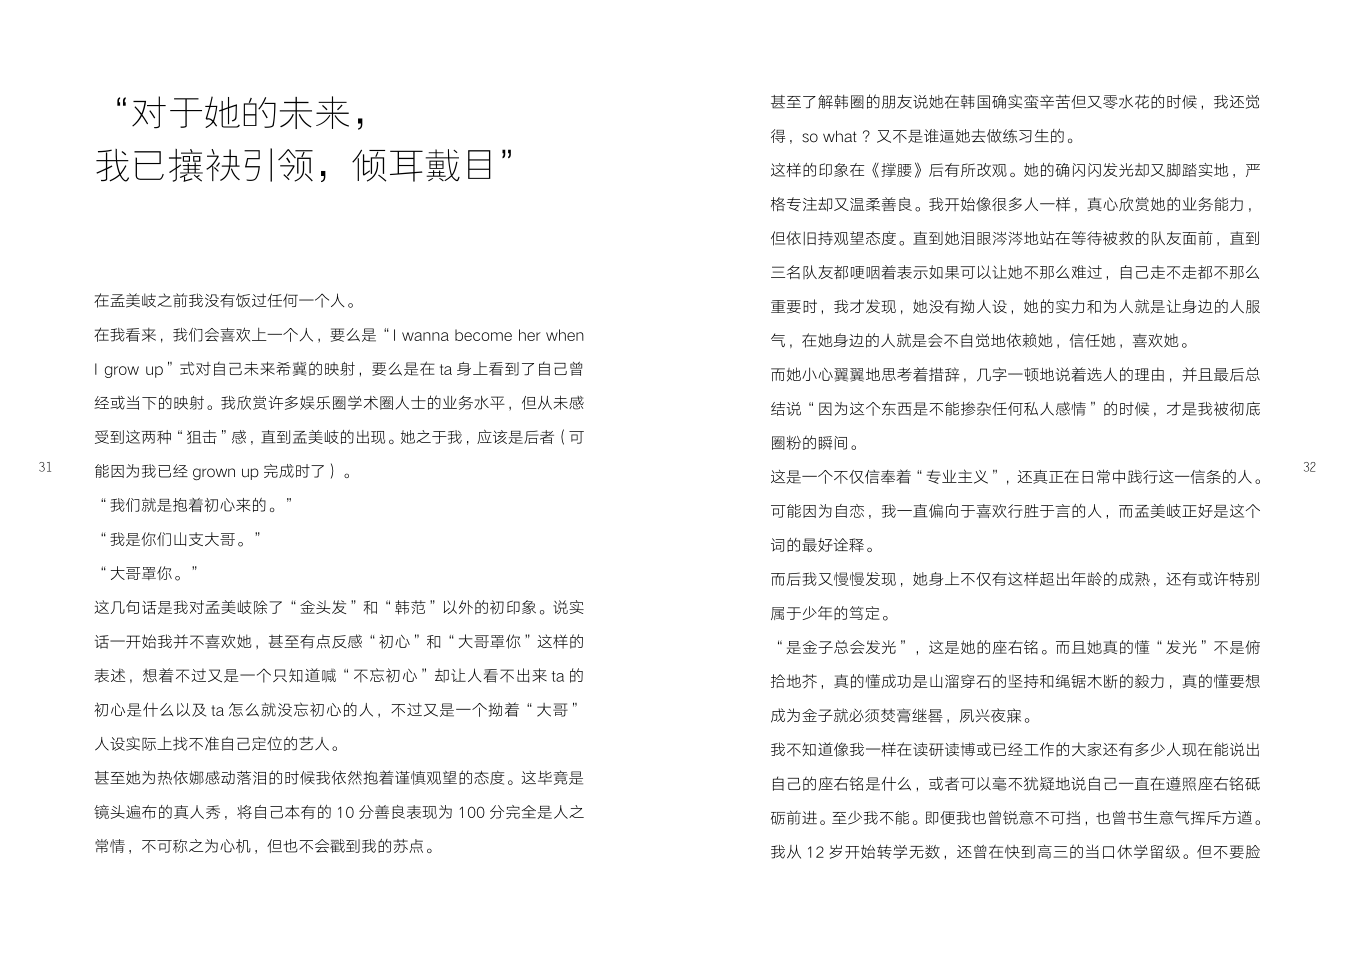 “对于她的未来，
我已攘袂引领，倾耳戴目”
在孟美岐之前我没有饭过任何一个人。
在我看来，我们会喜欢上一个人，要么是“I wanna become her when
I grow up”式对自己未来希冀的映射，要么是在 ta 身上看到了自己曾
经或当下的映射。我欣赏许多娱乐圈学术圈人士的业务水平，但从未感
受到这两种“狙击”感，直到孟美岐的出现。她之于我，应该是后者（可
能因为我已经 grown up 完成时了）。
“我们就是抱着初心来的。”
“我是你们山支大哥。”
“大哥罩你。”
这几句话是我对孟美岐除了“金头发”和“韩范”以外的初印象。说实
话一开始我并不喜欢她，甚至有点反感“初心”和“大哥罩你”这样的
表述，想着不过又是一个只知道喊“不忘初心”却让人看不出来 ta 的
初心是什么以及 ta 怎么就没忘初心的人，不过又是一个拗着“大哥”
人设实际上找不准自己定位的艺人。
甚至她为热依娜感动落泪的时候我依然抱着谨慎观望的态度。这毕竟是
镜头遍布的真人秀，将自己本有的 10 分善良表现为 100 分完全是人之
常情，不可称之为心机，但也不会戳到我的苏点。
31
甚至了解韩圈的朋友说她在韩国确实蛮辛苦但又零水花的时候，我还觉
得，so what？又不是谁逼她去做练习生的。
这样的印象在《撑腰》后有所改观。她的确闪闪发光却又脚踏实地，严
格专注却又温柔善良。我开始像很多人一样，真心欣赏她的业务能力，
但依旧持观望态度。直到她泪眼涔涔地站在等待被救的队友面前，直到
三名队友都哽咽着表示如果可以让她不那么难过，自己走不走都不那么
重要时，我才发现，她没有拗人设，她的实力和为人就是让身边的人服
气，在她身边的人就是会不自觉地依赖她，信任她，喜欢她。
而她小心翼翼地思考着措辞，几字一顿地说着选人的理由，并且最后总
结说“因为这个东西是不能掺杂任何私人感情”的时候，才是我被彻底
圈粉的瞬间。
这是一个不仅信奉着“专业主义”，还真正在日常中践行这一信条的人。
可能因为自恋，我一直偏向于喜欢行胜于言的人，而孟美岐正好是这个
词的最好诠释。
而后我又慢慢发现，她身上不仅有这样超出年龄的成熟，还有或许特别
属于少年的笃定。
“是金子总会发光”，这是她的座右铭。而且她真的懂“发光”不是俯
拾地芥，真的懂成功是山溜穿石的坚持和绳锯木断的毅力，真的懂要想
成为金子就必须焚膏继晷，夙兴夜寐。
我不知道像我一样在读研读博或已经工作的大家还有多少人现在能说出
自己的座右铭是什么，或者可以毫不犹疑地说自己一直在遵照座右铭砥
砺前进。至少我不能。即便我也曾锐意不可挡，也曾书生意气挥斥方遒。
我从 12 岁开始转学无数，还曾在快到高三的当口休学留级。但不要脸
32